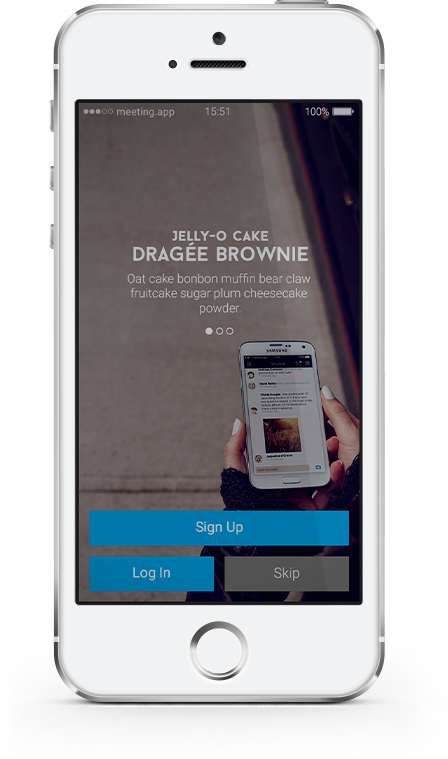 meeting.app 15:51 100%
JELLY-O CAKE
DRAGÉE BROWNIE
Oat cake bonbon muffin bear claw
fruitcake sugar plum cheesecake
powder.
SAMSUNG
Sign Up
Log In Skip